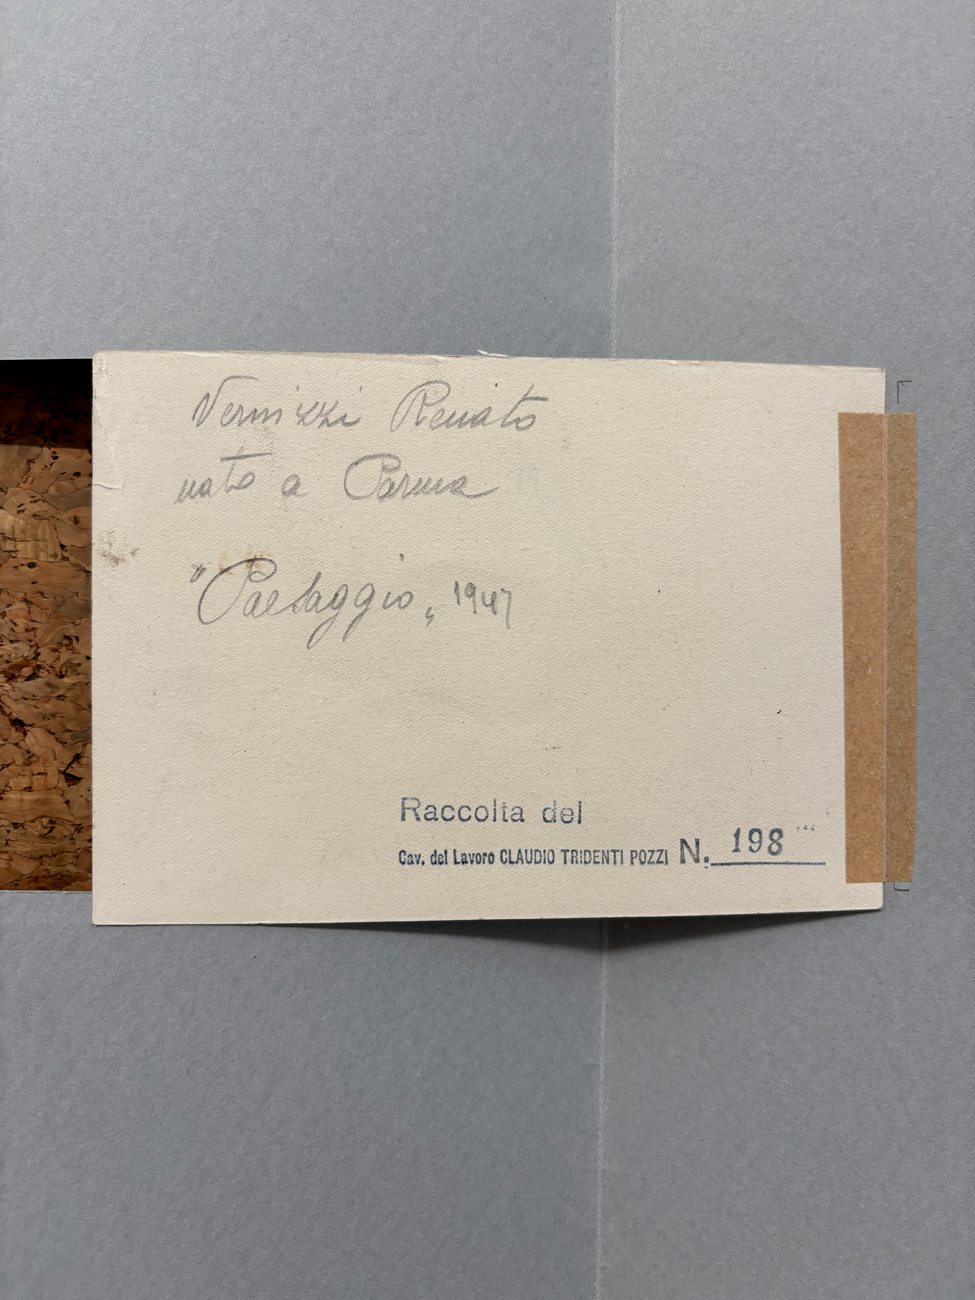 Vernizzi Renato
nato a Parma
"Paesaggio„ 1947
Raccolta del
Cav. del Lavoro CLAUDIO TRIDENTI POZZI N. 198